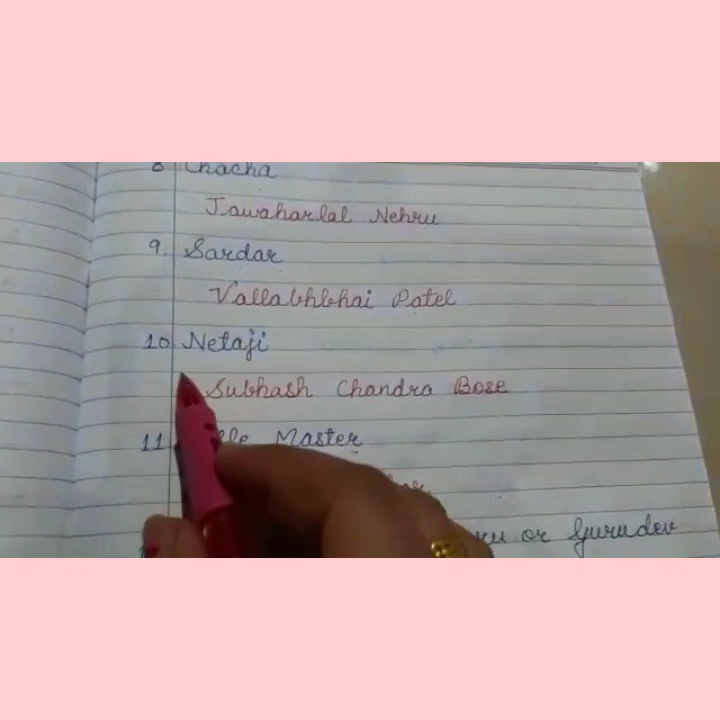 8 Chacha
Jawaharlal Nehru
9. Sardar
Vallabhbhai Patel
10 Netaji
Subhash Chandra Bose
11 Master
or Gurudev